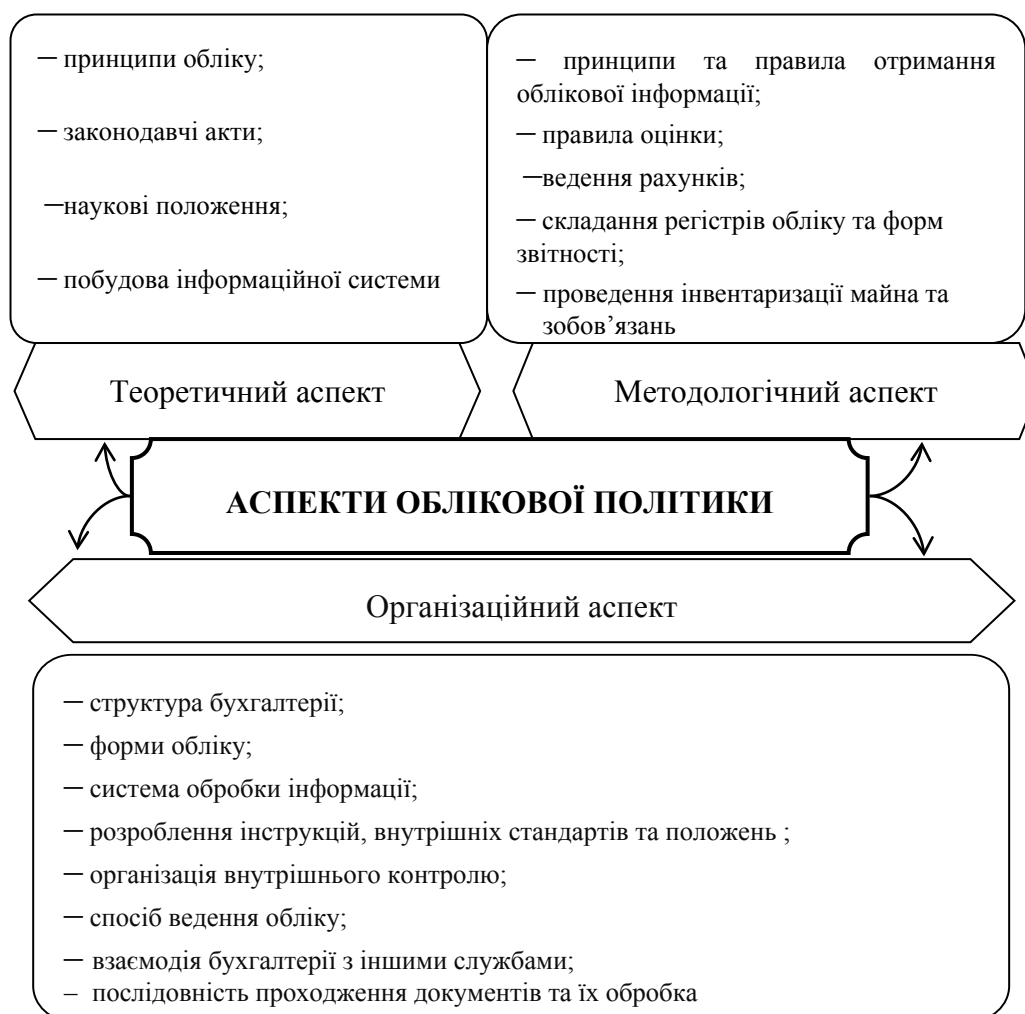 — принципи обліку;
— законодавчі акти;
—наукові положення;
— побудова інформаційної системи
— принципи та правила отримання
облікової інформації;
— правила оцінки;
—ведення рахунків;
— складання регістрів обліку та форм
звітності;
— проведення інвентаризації майна та
зобов’язань
Теоретичний аспект
Методологічний аспект
АСПЕКТИ ОБЛІКОВОЇ ПОЛІТИКИ
Організаційний аспект
— структура бухгалтерії;
— форми обліку;
— система обробки інформації;
— розроблення інструкцій, внутрішніх стандартів та положень ;
— організація внутрішнього контролю;
— спосіб ведення обліку;
— взаємодія бухгалтерії з іншими службами;
– послідовність проходження документів та їх обробка